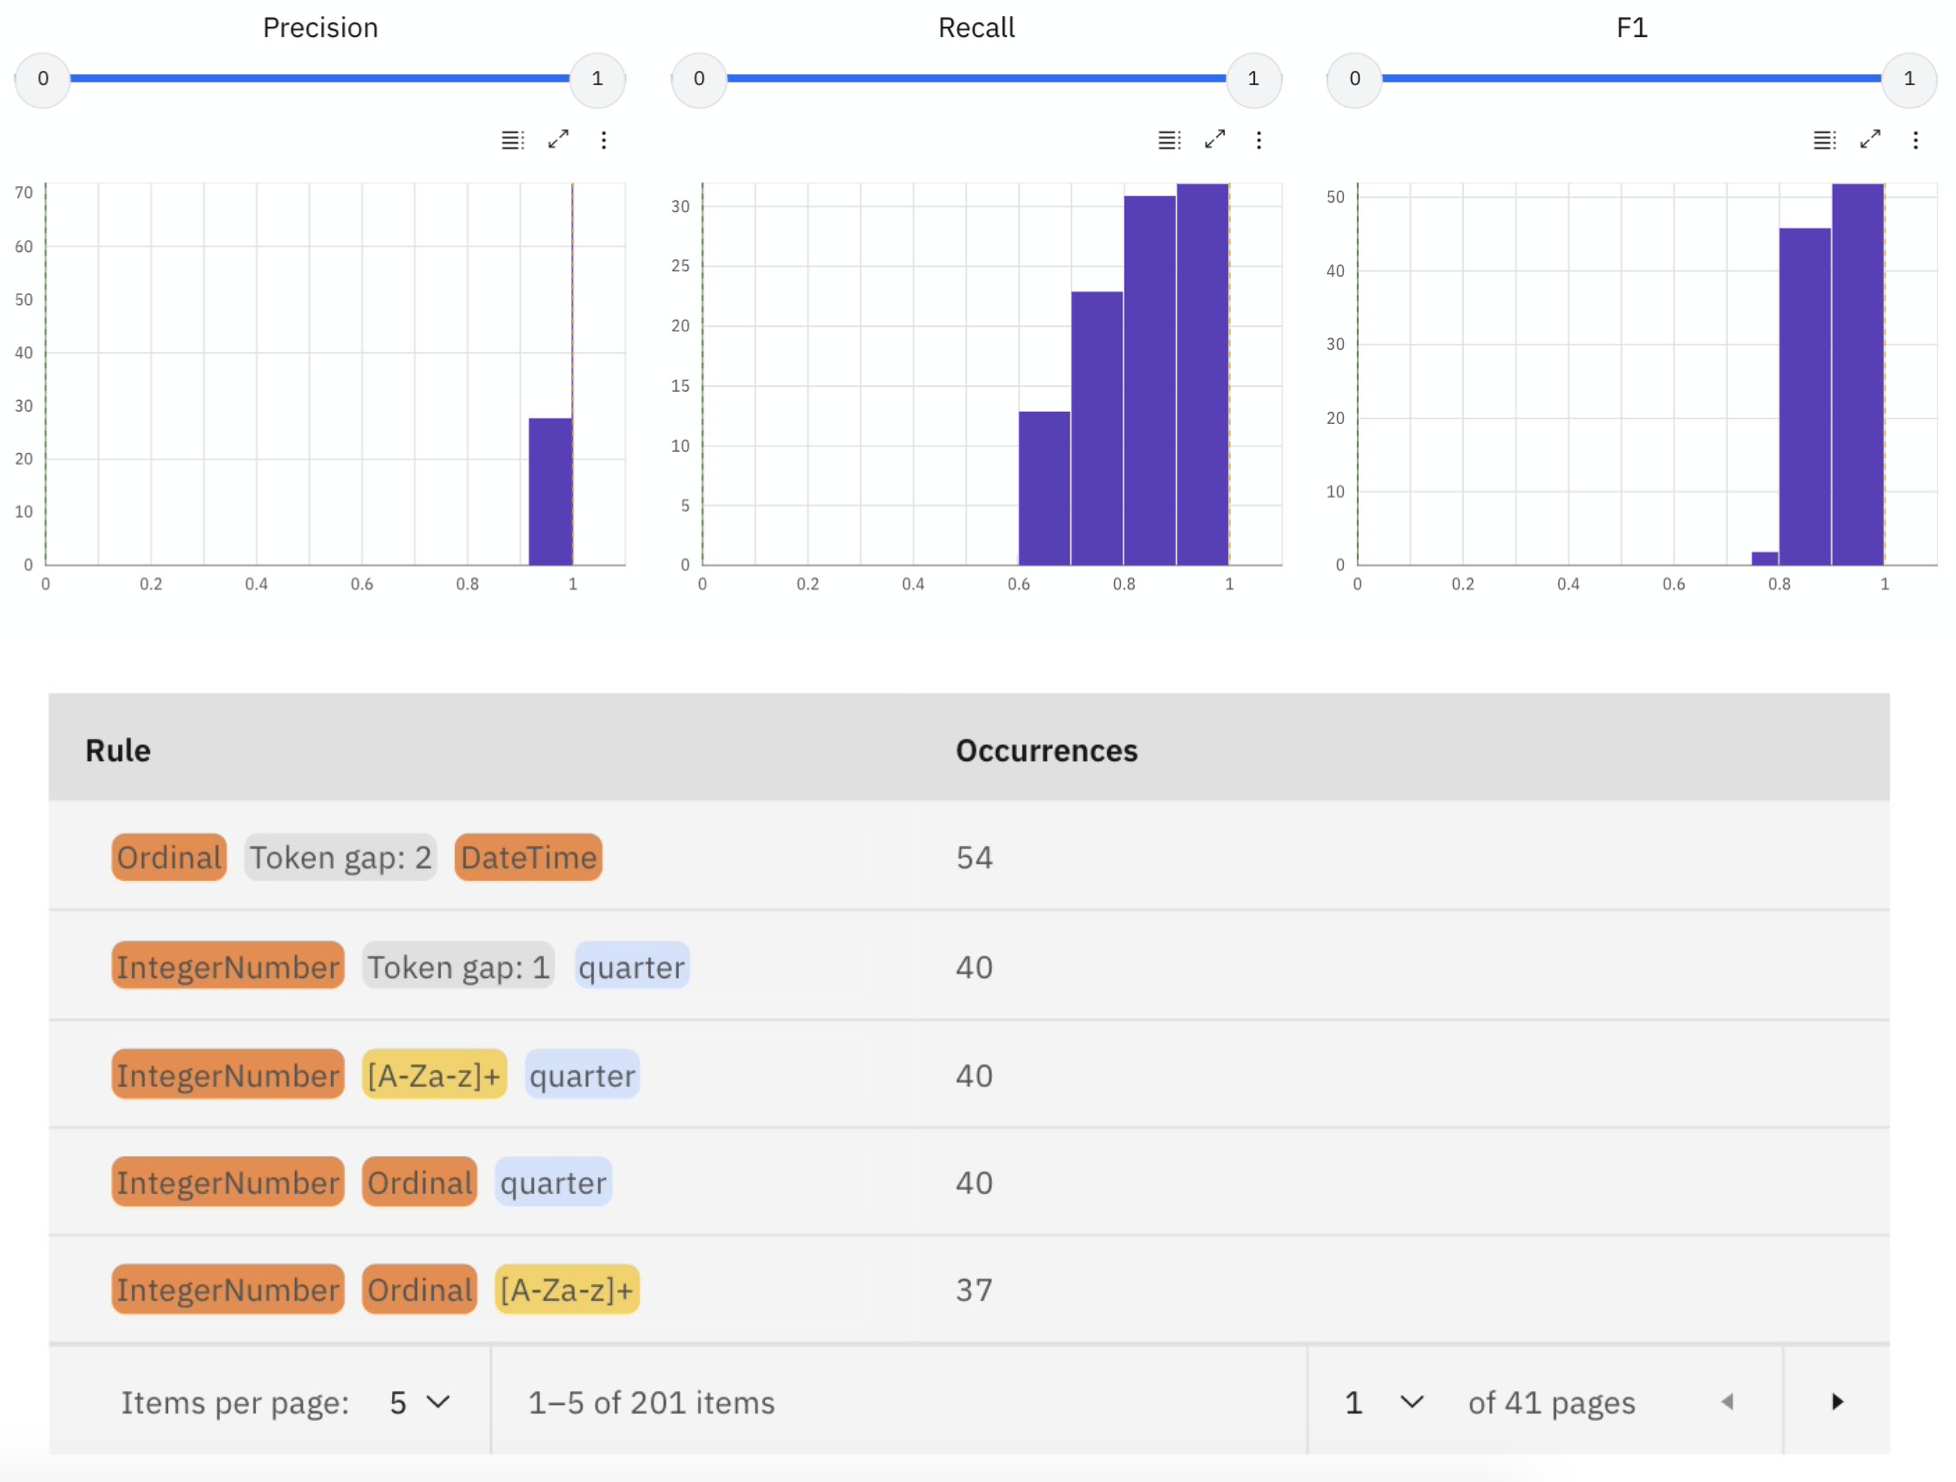 Precision
0 1
70
60
50
40
30
20
10
0
0 0.2 0.4 0.6 0.8 1
Recall
0 1
30
25
20
15
10
5
0
0 0.2 0.4 0.6 0.8 1
F1
0 1
50
40
30
20
10
0
0 0.2 0.4 0.6 0.8 1
Rule Occurrences
Ordinal Token gap: 2 DateTime 54
IntegerNumber Token gap: 1 quarter 40
IntegerNumber [A-Za-z]+ quarter 40
IntegerNumber Ordinal quarter 40
IntegerNumber Ordinal [A-Za-z]+ 37
Items per page: 5 1–5 of 201 items 1 of 41 pages